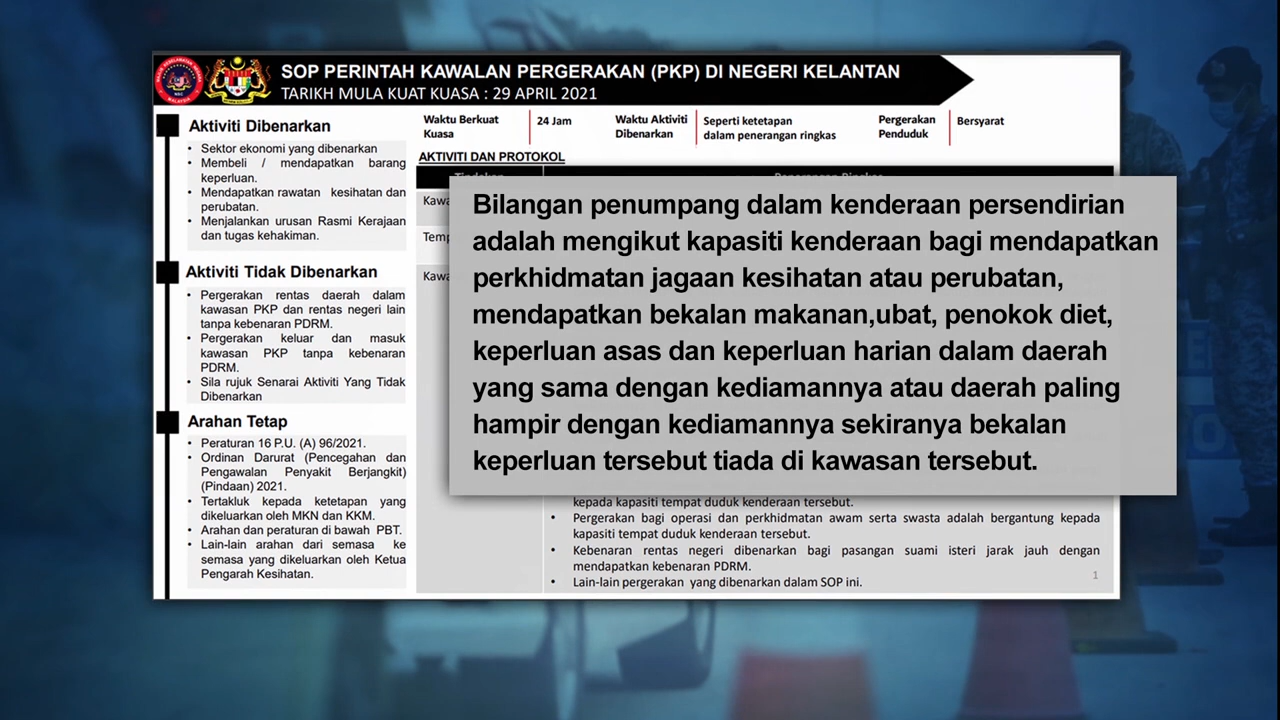 SOP PERINTAH KAWALAN PERGERAKAN (PKP) DI NEGERI KELANTAN
TARIKH MULA KUAT KUASA : 29 APRIL 2021
Aktiviti Dibenarkan
• Sektor ekonomi yang dibenarkan
• Membeli / mendapatkan barang
keperluan.
• Mendapatkan rawatan kesihatan dan
perubatan.
• Menjalankan urusan Rasmi Kerajaan
dan tugas kehakiman.
Aktiviti Tidak Dibenarkan
• Pergerakan rentas daerah dalam
kawasan PKP dan rentas negeri lain
tanpa kebenaran PDRM.
• Pergerakan keluar dan masuk
kawasan PKP tanpa kebenaran
PDRM.
• Sila rujuk Senarai Aktiviti Yang Tidak
Dibenarkan
Arahan Tetap
• Peraturan 16 P.U. (A) 96/2021.
• Ordinan Darurat (Pencegahan dan
Pengawalan Penyakit Berjangkit)
(Pindaan) 2021.
• Tertakluk kepada ketetapan yang
dikeluarkan oleh MKN dan KKM.
• Arahan dan peraturan di bawah PBT.
• Lain-lain arahan dari semasa ke
semasa yang dikeluarkan oleh Ketua
Pengarah Kesihatan.
Waktu Berkuat
Kuasa
24 Jam
Waktu Aktiviti
Dibenarkan
Seperti ketetapan
dalam penerangan ringkas
Pergerakan
Penduduk
Bersyarat
AKTIVITI DAN PROTOKOL
Bilangan penumpang dalam kenderaan persendirian
adalah mengikut kapasiti kenderaan bagi mendapatkan
perkhidmatan jagaan kesihatan atau perubatan,
mendapatkan bekalan makanan,ubat, penokok diet,
keperluan asas dan keperluan harian dalam daerah
yang sama dengan kediamannya atau daerah paling
hampir dengan kediamannya sekiranya bekalan
keperluan tersebut tiada di kawasan tersebut.
kepada kapasiti tempat duduk kenderaan tersebut.
• Pergerakan bagi operasi dan perkhidmatan awam serta swasta adalah bergantung kepada
kapasiti tempat duduk kenderaan tersebut.
• Kebenaran rentas negeri dibenarkan bagi pasangan suami isteri jarak jauh dengan
mendapatkan kebenaran PDRM.
• Lain-lain pergerakan yang dibenarkan dalam SOP ini.
1